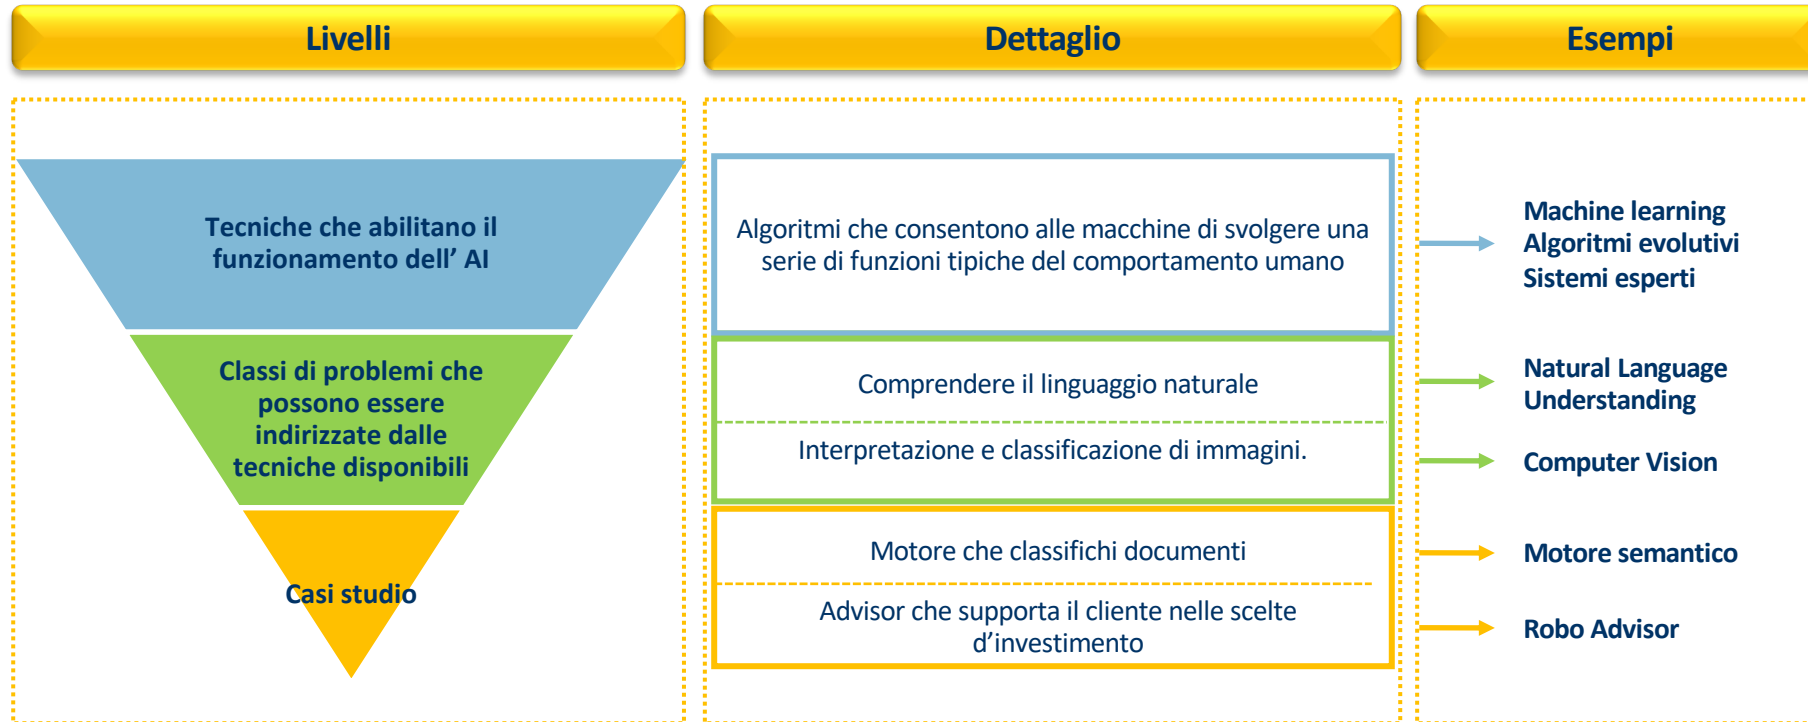 Livelli
Dettaglio
Esempi
Tecniche che abilitano il
funzionamento dell’ AI
Algoritmi che consentono alle macchine di svolgere una
serie di funzioni tipiche del comportamento umano
Machine learning
Algoritmi evolutivi
Sistemi esperti
Classi di problemi che
possono essere
indirizzate dalle
tecniche disponibili
Comprendere il linguaggio naturale
Interpretazione e classificazione di immagini.
Natural Language
Understanding
Computer Vision
Casi studio
Motore che classifichi documenti
Advisor che supporta il cliente nelle scelte
d’investimento
Motore semantico
Robo Advisor